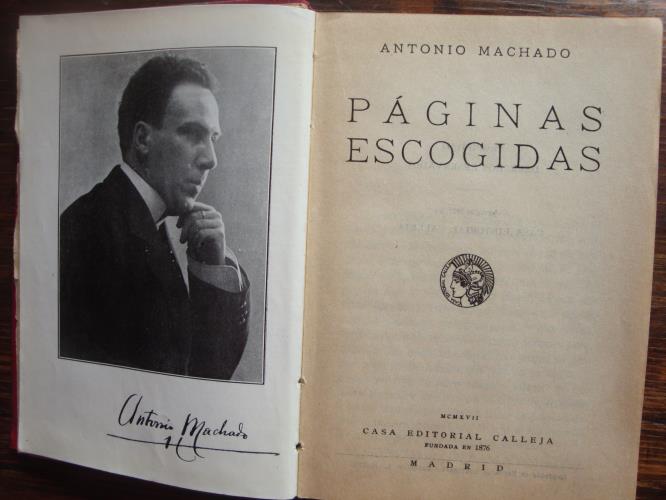 Antonio Machado
ANTONIO MACHADO
PÁGINAS
ESCOGIDAS
MCMXVII
CASA EDITORIAL CALLEJA
FUNDADA EN 1876
MADRID